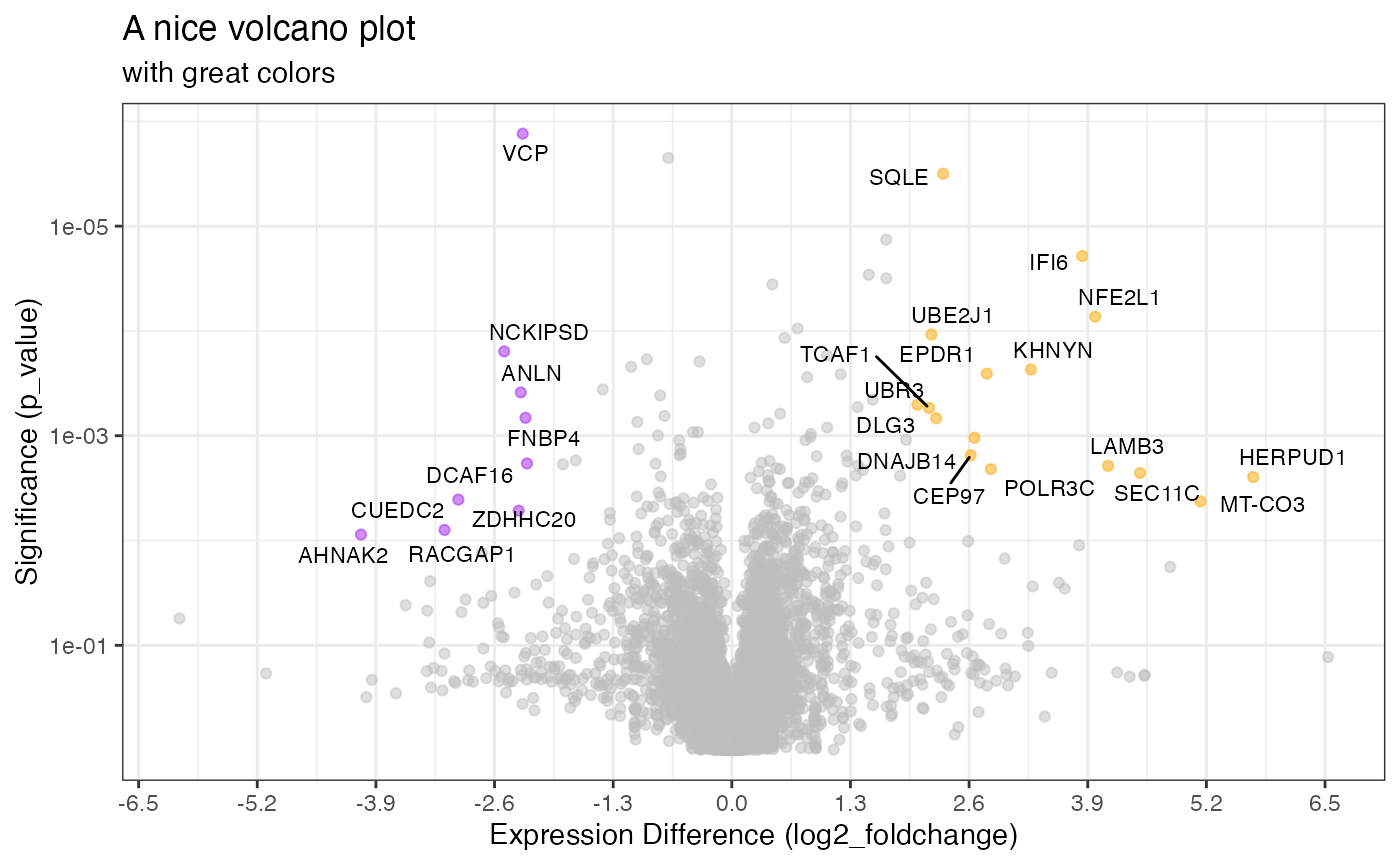 A nice volcano plot
with great colors
VCP
SQLE
1e-05
IFI6
NFE2L1
UBE2J1
NCKIPSD
TCAF1
EPDR1
KHNYN
ANLN
UBR3
DLG3
1e-03
FNBP4
LAMB3
HERPUD1
DNAJB14
DCAF16
CEP97
POLR3C
SEC11C
MT-CO3
CUEDC2
ZDHHC20
AHNAK2
RACGAP1
1e-01
Significance (p_value)
-6.5 -5.2 -3.9 -2.6 -1.3 0.0 1.3 2.6 3.9 5.2 6.5
Expression Difference (log2_foldchange)